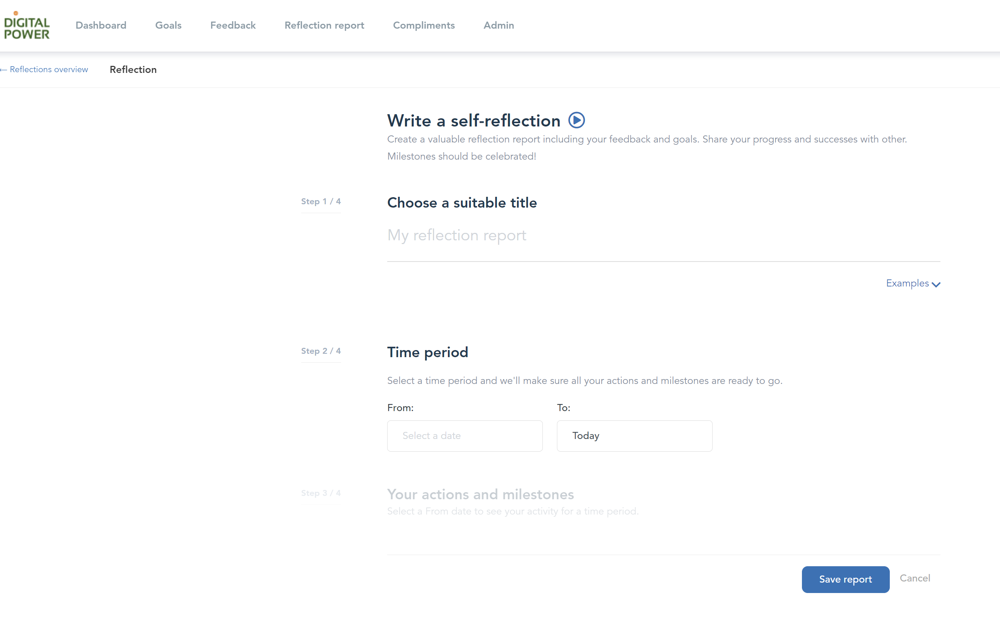 DIGITAL
POWER
Dashboard Goals Feedback Reflection report Compliments Admin
← Reflections overview Reflection
Write a self-reflection
Create a valuable reflection report including your feedback and goals. Share your progress and successes with other.
Milestones should be celebrated!
Step 1 / 4
Choose a suitable title
My reflection report
Examples
Step 2 / 4
Time period
Select a time period and we'll make sure all your actions and milestones are ready to go.
From: To:
Select a date Today
Step 3 / 4
Your actions and milestones
Select a From date to see your activity for a time period.
Save report Cancel